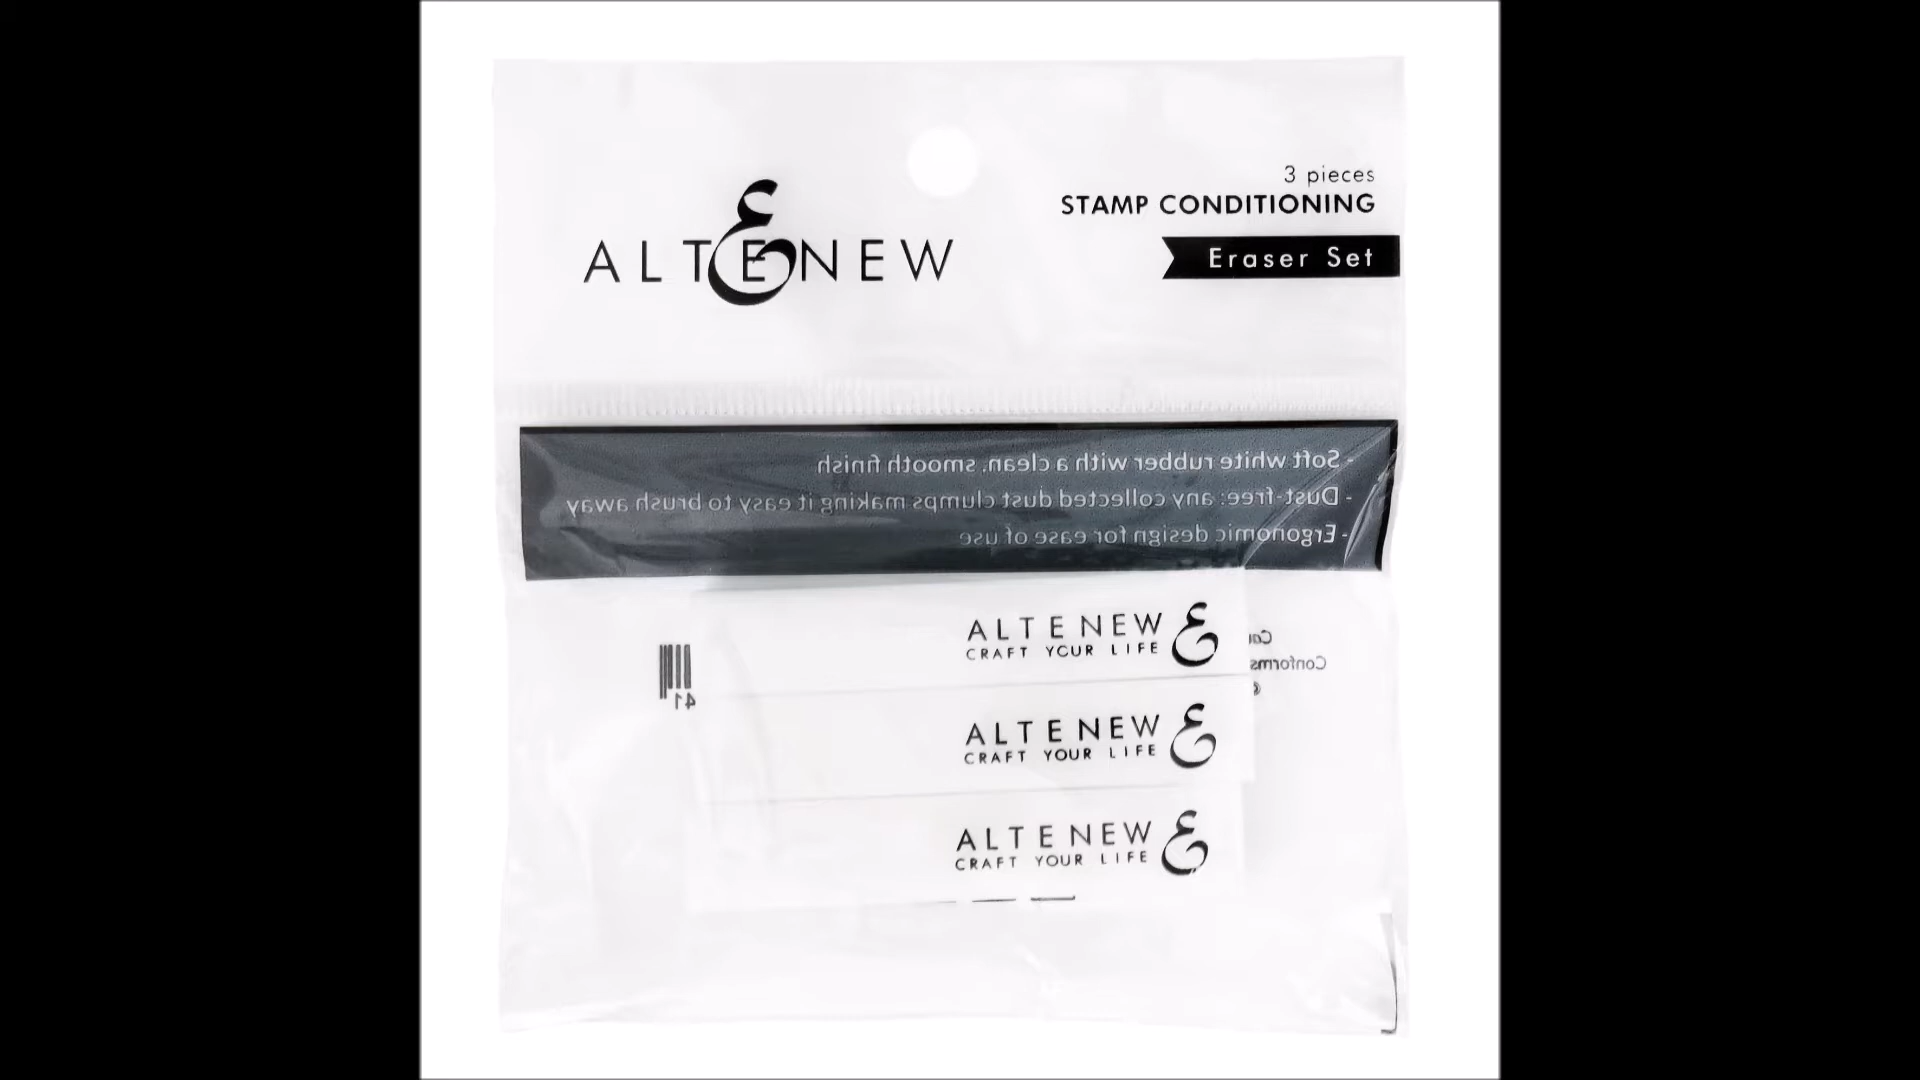 3 pieces
STAMP CONDITIONING
ALTENEW
Eraser Set
- Soft white rubber with a clean, smooth finish
- Dust-free: any collected dust clumps making it easy to brush away
- Ergonomic design for ease of use
ALTENEW
CRAFT YOUR LIFE
Conforms
41
ALTENEW
CRAFT YOUR LIFE
ALTENEW
CRAFT YOUR LIFE